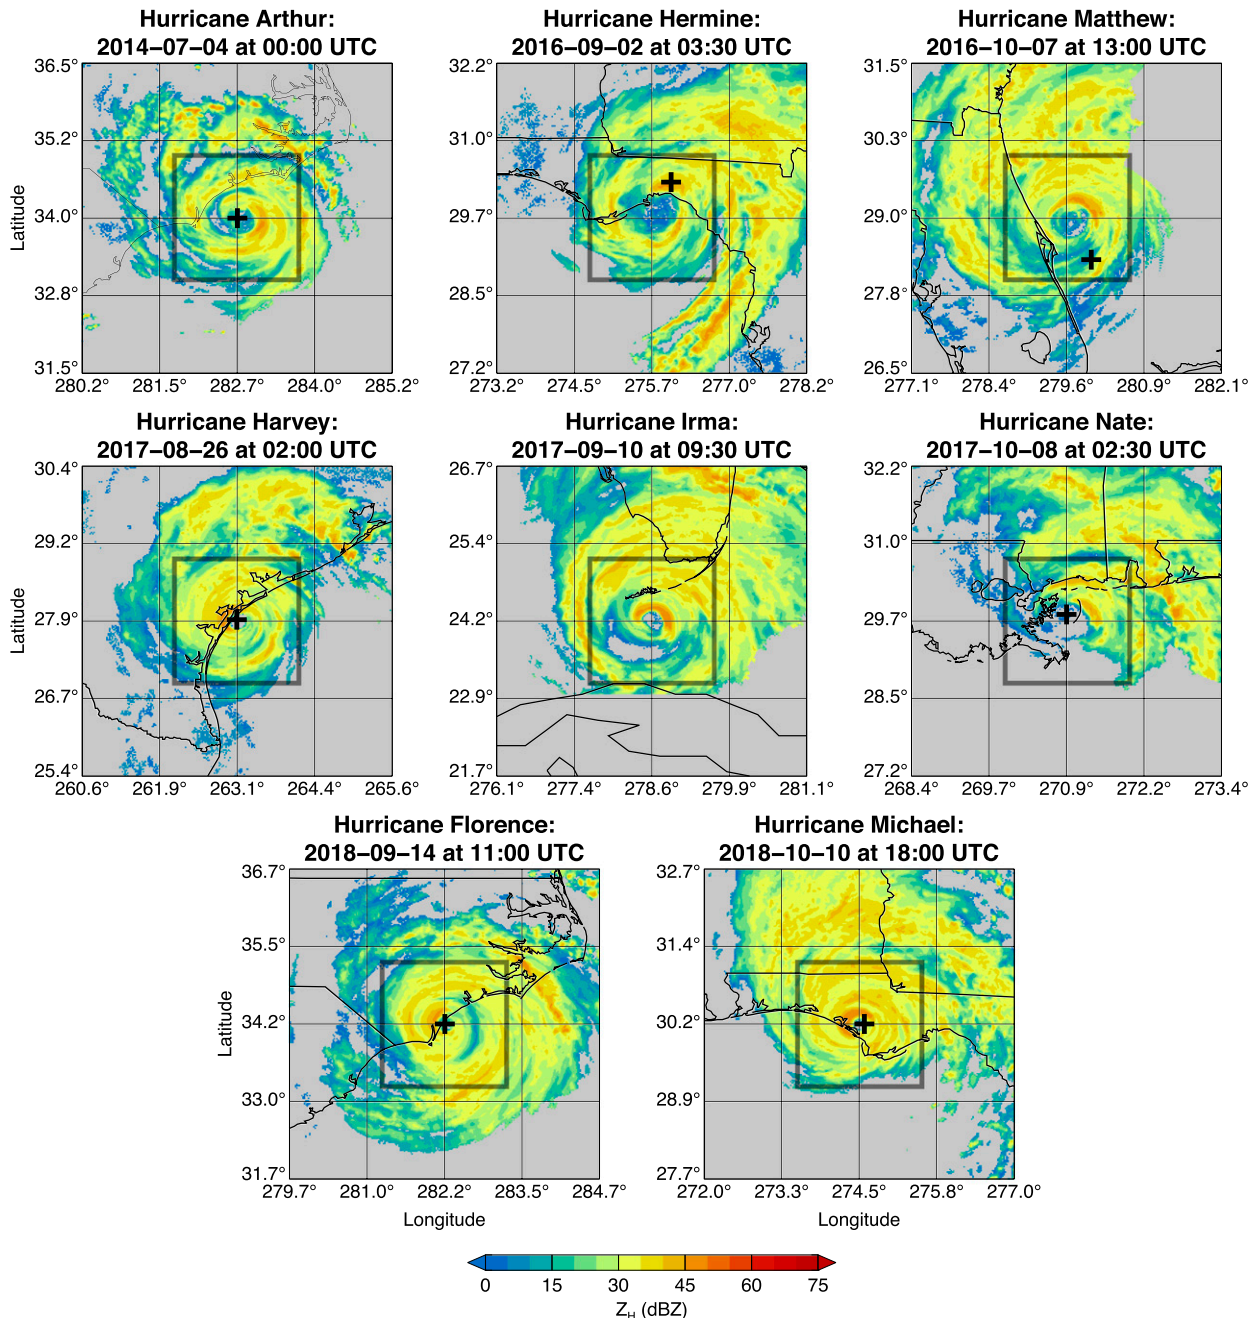 Hurricane Arthur:
2014–07–04 at 00:00 UTC
Hurricane Hermine:
2016–09–02 at 03:30 UTC
Hurricane Matthew:
2016–10–07 at 13:00 UTC
Latitude
36.5°
35.2°
34.0°
32.8°
31.5°
280.2° 281.5° 282.7° 284.0° 285.2°
32.2°
31.0°
29.7°
28.5°
27.2°
273.2° 274.5° 275.7° 277.0° 278.2°
31.5°
30.3°
29.0°
27.8°
26.5°
277.1° 278.4° 279.6° 280.9° 282.1°
Hurricane Harvey:
2017–08–26 at 02:00 UTC
Hurricane Irma:
2017–09–10 at 09:30 UTC
Hurricane Nate:
2017–10–08 at 02:30 UTC
Latitude
30.4°
29.2°
27.9°
26.7°
25.4°
260.6° 261.9° 263.1° 264.4° 265.6°
26.7°
25.4°
24.2°
22.9°
21.7°
276.1° 277.4° 278.6° 279.9° 281.1°
32.2°
31.0°
29.7°
28.5°
27.2°
268.4° 269.7° 270.9° 272.2° 273.4°
Hurricane Florence:
2018–09–14 at 11:00 UTC
Hurricane Michael:
2018–10–10 at 18:00 UTC
Latitude
36.7°
35.5°
34.2°
33.0°
31.7°
279.7° 281.0° 282.2° 283.5° 284.7°
Longitude
32.7°
31.4°
30.2°
28.9°
27.7°
272.0° 273.3° 274.5° 275.8° 277.0°
Longitude
0 15 30 45 60 75
Z_H (dBZ)